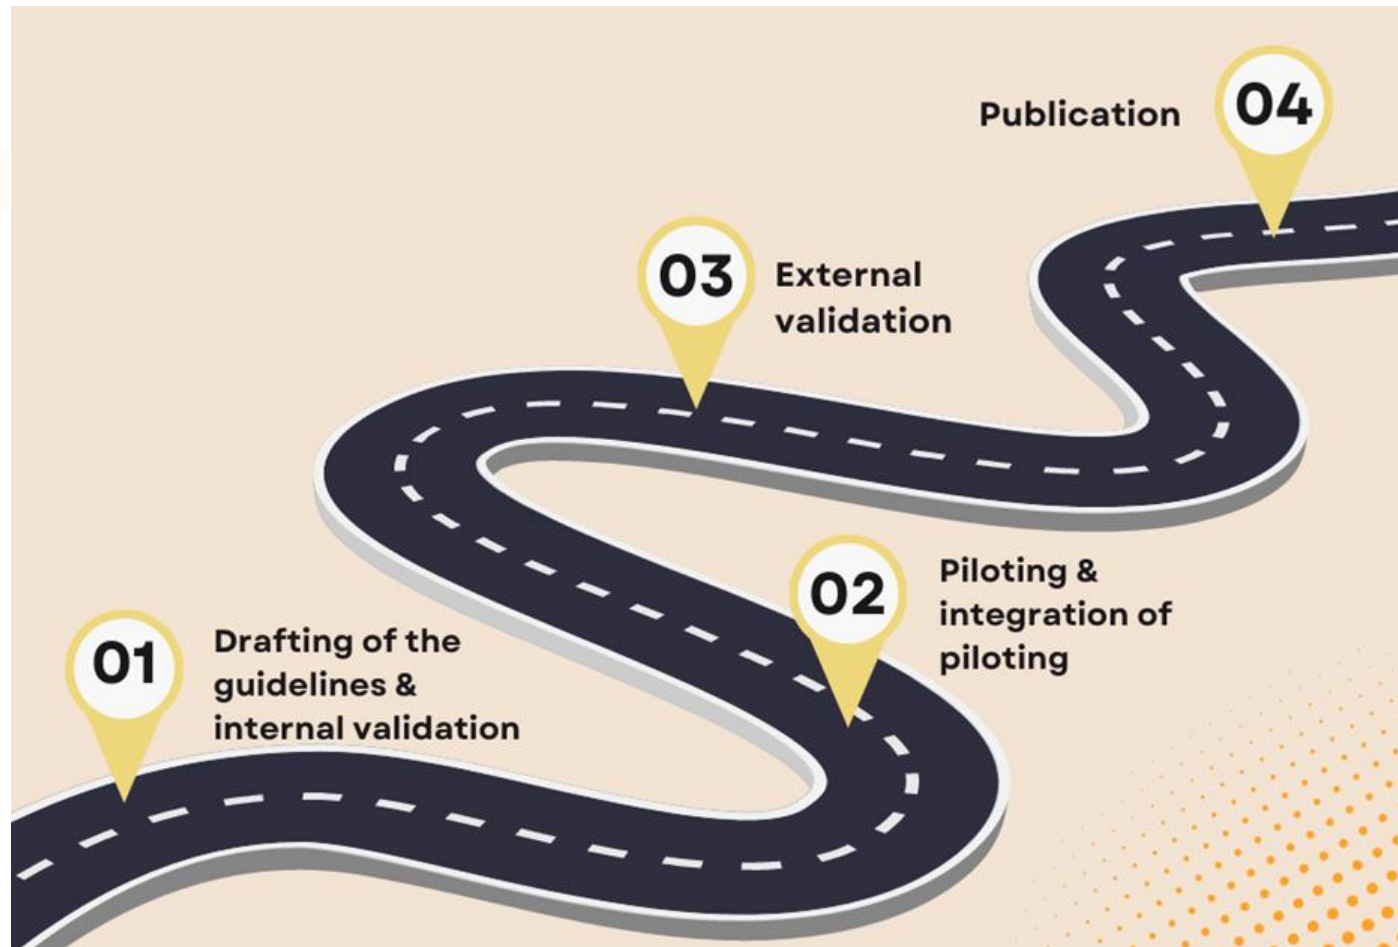 01
Drafting of the
guidelines &
internal validation
02
Piloting &
integration of
piloting
03
External
validation
04
Publication